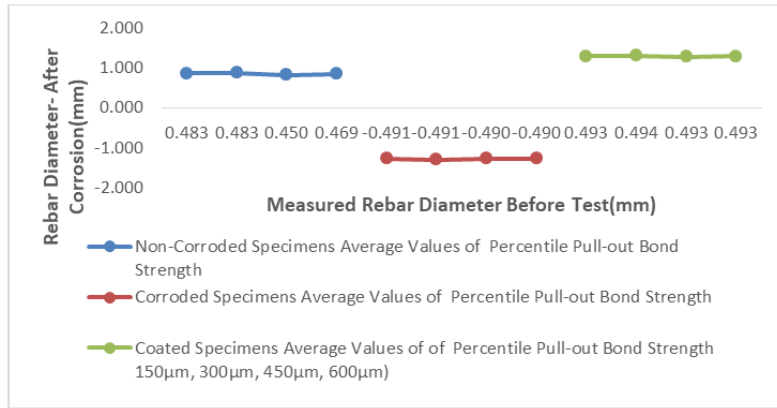 2.000
1.000
0.000
-1.000
-2.000
Rebar Diameter- After
Corrosion(mm)
0.483 0.483 0.450 0.469 -0.491 -0.491 -0.490 -0.490 0.493 0.494 0.493 0.493
Measured Rebar Diameter Before Test(mm)
Non-Corroded Specimens Average Values of Percentile Pull-out Bond
Strength
Corroded Specimens Average Values of Percentile Pull-out Bond Strength
Coated Specimens Average Values of of Percentile Pull-out Bond Strength
150µm, 300µm, 450µm, 600µm)